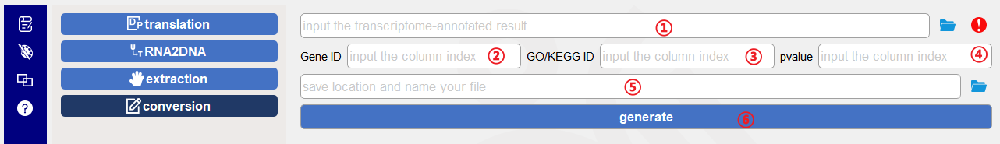 translation
RNA2DNA
extraction
conversion
input the transcriptome-annotated result ①
Gene ID input the column index ② GO/KEGG ID input the column index ③ pvalue input the column index ④
save location and name your file ⑤
generate ⑥